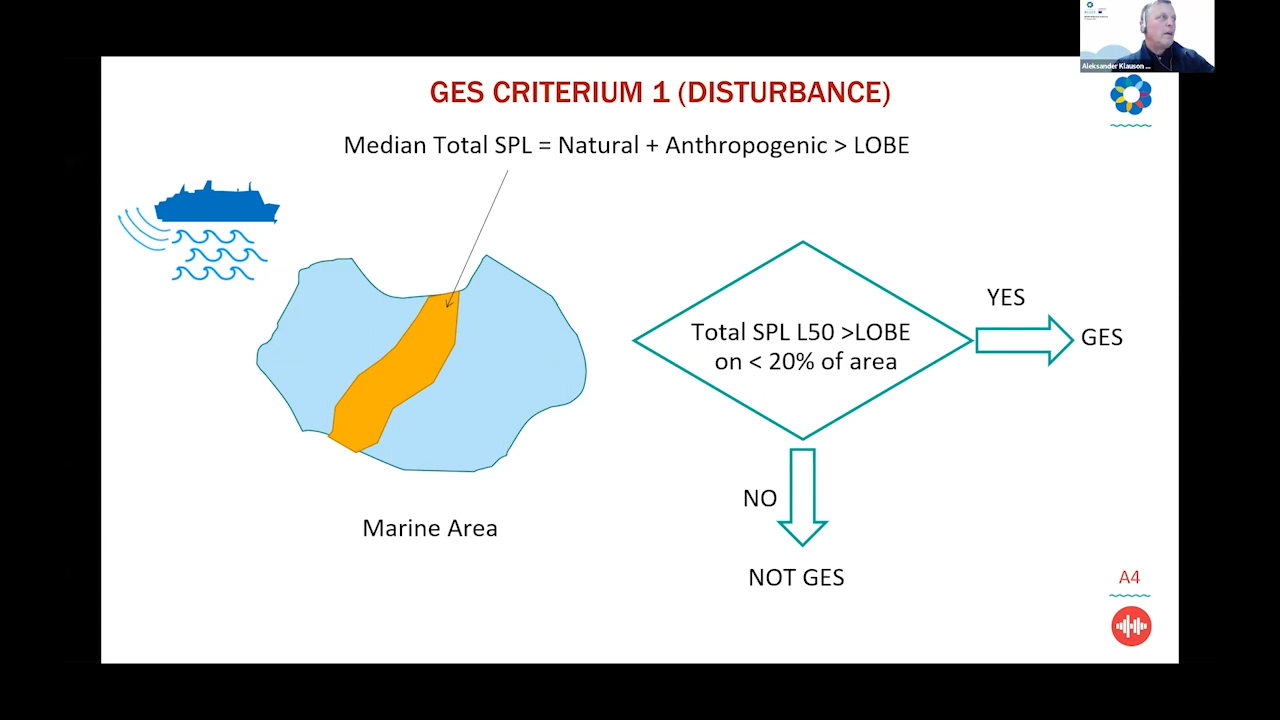 Aleksander Klauson ...
GES CRITERIUM 1 (DISTURBANCE)
Median Total SPL = Natural + Anthropogenic > LOBE
Total SPL L50 >LOBE
on < 20% of area
YES
GES
NO
NOT GES
Marine Area
A4